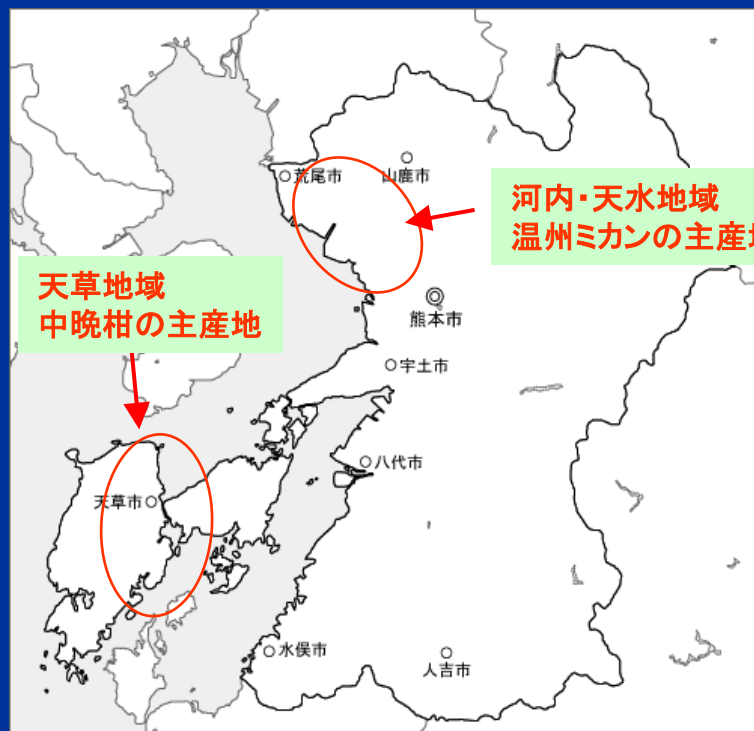 荒尾市
山鹿市
河内・天水地域
温州ミカンの主産
天草地域
中晩柑の主産地
熊本市
宇土市
八代市
天草市
水俣市
人吉市